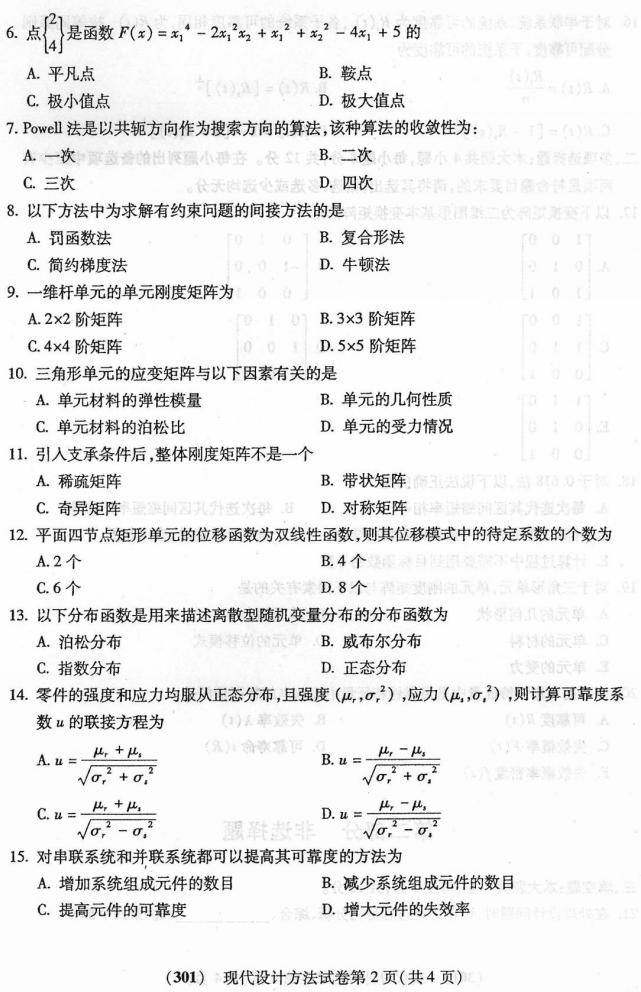 6. 点{2 4}是函数 F(x)=x₁⁴-2x₁²x₂+x₁²+x₂²-4x₁+5 的
A. 平凡点 B. 鞍点
C. 极小值点 D. 极大值点
7. Powell 法是以共轭方向作为搜索方向的算法,该种算法的收敛性为:
A. 一次 B. 二次
C. 三次 D. 四次
8. 以下方法中为求解有约束问题的间接方法的是
A. 罚函数法 B. 复合形法
C. 简约梯度法 D. 牛顿法
9. 一维杆单元的单元刚度矩阵为
A. 2×2 阶矩阵 B. 3×3 阶矩阵
C. 4×4 阶矩阵 D. 5×5 阶矩阵
10. 三角形单元的应变矩阵与以下因素有关的是
A. 单元材料的弹性模量 B. 单元的几何性质
C. 单元材料的泊松比 D. 单元的受力情况
11. 引入支承条件后,整体刚度矩阵不是一个
A. 稀疏矩阵 B. 带状矩阵
C. 奇异矩阵 D. 对称矩阵
12. 平面四节点矩形单元的位移函数为双线性函数,则其位移模式中的待定系数的个数为
A. 2 个 B. 4 个
C. 6 个 D. 8 个
13. 以下分布函数是用来描述离散型随机变量分布的分布函数为
A. 泊松分布 B. 威布尔分布
C. 指数分布 D. 正态分布
14. 零件的强度和应力均服从正态分布,且强度(μᵣ,σᵣ²),应力(μₛ,σₛ²),则计算可靠度系
数 u 的联接方程为
A. u=(μᵣ+μₛ)/√(σᵣ²+σₛ²) B. u=(μᵣ-μₛ)/√(σᵣ²+σₛ²)
C. u=(μᵣ+μₛ)/√(σᵣ²-σₛ²) D. u=(μᵣ-μₛ)/√(σᵣ²-σₛ²)
15. 对串联系统和并联系统都可以提高其可靠度的方法为
A. 增加系统组成元件的数目 B. 减少系统组成元件的数目
C. 提高元件的可靠度 D. 增大元件的失效率
(301) 现代设计方法试卷第 2 页(共 4 页)